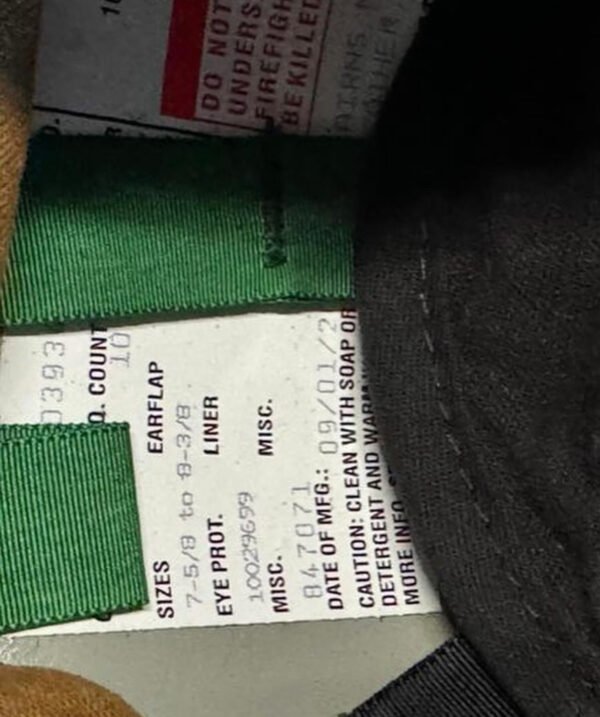 DO NOT
UNDERS
FIREFIGH
BE KILLED
0393
COUNT
10
SIZES EARFLAP
7-5/8 to 8-3/8
EYE PROT. LINER
10029699
MISC. MISC.
847071
DATE OF MFG.: 09/01/2
CAUTION: CLEAN WITH SOAP OR
DETERGENT AND WARM
MORE INFO